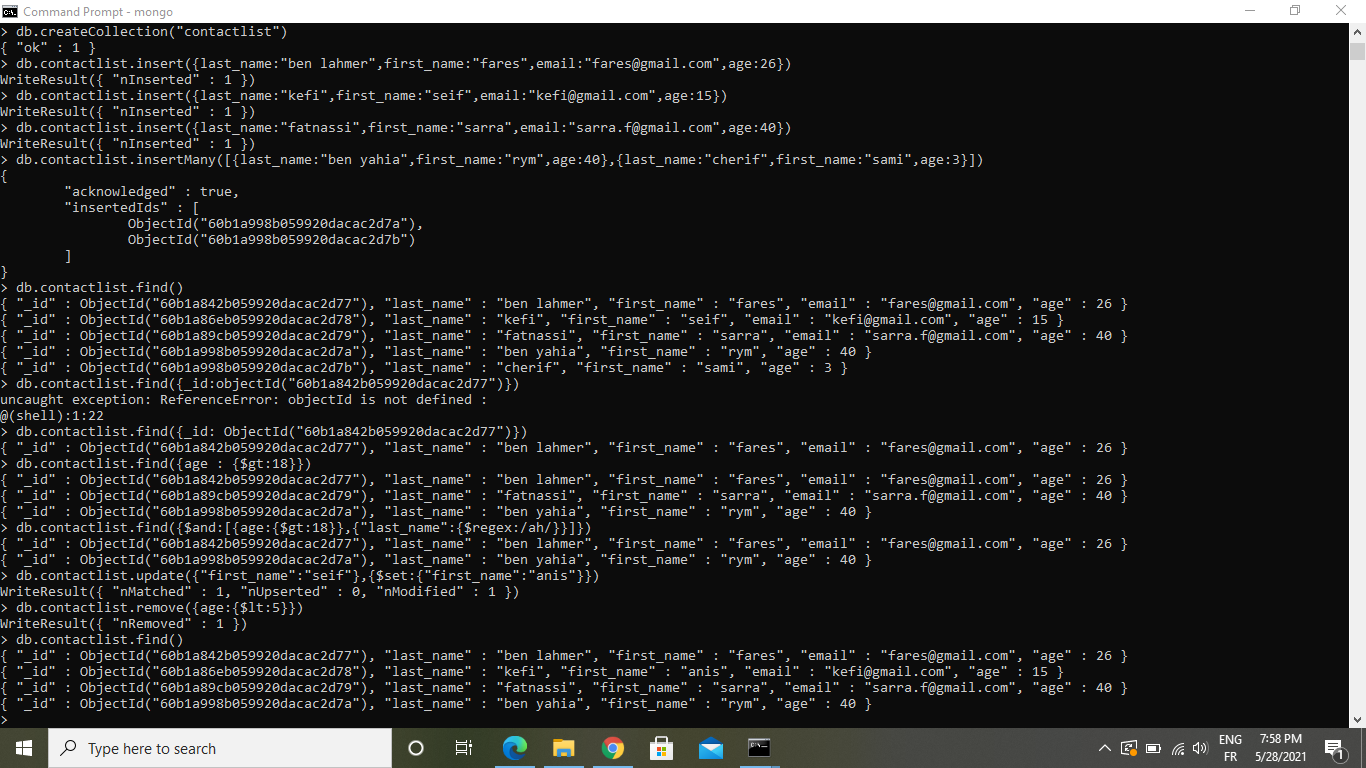 Command Prompt - mongo
> db.createCollection("contactlist")
{ "ok" : 1 }
> db.contactlist.insert({last_name:"ben lahmer",first_name:"fares",email:"fares@gmail.com",age:26})
WriteResult({ "nInserted" : 1 })
> db.contactlist.insert({last_name:"kefi",first_name:"seif",email:"kefi@gmail.com",age:15})
WriteResult({ "nInserted" : 1 })
> db.contactlist.insert({last_name:"fatnassi",first_name:"sarra",email:"sarra.f@gmail.com",age:40})
WriteResult({ "nInserted" : 1 })
> db.contactlist.insertMany([{last_name:"ben yahia",first_name:"rym",age:40},{last_name:"cherif",first_name:"sami",age:3}])
{
        "acknowledged" : true,
        "insertedIds" : [
                ObjectId("60b1a998b059920dacac2d7a"),
                ObjectId("60b1a998b059920dacac2d7b")
        ]
}
> db.contactlist.find()
{ "_id" : ObjectId("60b1a842b059920dacac2d77"), "last_name" : "ben lahmer", "first_name" : "fares", "email" : "fares@gmail.com", "age" : 26 }
{ "_id" : ObjectId("60b1a86eb059920dacac2d78"), "last_name" : "kefi", "first_name" : "seif", "email" : "kefi@gmail.com", "age" : 15 }
{ "_id" : ObjectId("60b1a89cb059920dacac2d79"), "last_name" : "fatnassi", "first_name" : "sarra", "email" : "sarra.f@gmail.com", "age" : 40 }
{ "_id" : ObjectId("60b1a998b059920dacac2d7a"), "last_name" : "ben yahia", "first_name" : "rym", "age" : 40 }
{ "_id" : ObjectId("60b1a998b059920dacac2d7b"), "last_name" : "cherif", "first_name" : "sami", "age" : 3 }
> db.contactlist.find({_id:objectId("60b1a842b059920dacac2d77")})
uncaught exception: ReferenceError: objectId is not defined :
@(shell):1:22
> db.contactlist.find({_id: ObjectId("60b1a842b059920dacac2d77")})
{ "_id" : ObjectId("60b1a842b059920dacac2d77"), "last_name" : "ben lahmer", "first_name" : "fares", "email" : "fares@gmail.com", "age" : 26 }
> db.contactlist.find({age : {$gt:18}})
{ "_id" : ObjectId("60b1a842b059920dacac2d77"), "last_name" : "ben lahmer", "first_name" : "fares", "email" : "fares@gmail.com", "age" : 26 }
{ "_id" : ObjectId("60b1a89cb059920dacac2d79"), "last_name" : "fatnassi", "first_name" : "sarra", "email" : "sarra.f@gmail.com", "age" : 40 }
{ "_id" : ObjectId("60b1a998b059920dacac2d7a"), "last_name" : "ben yahia", "first_name" : "rym", "age" : 40 }
> db.contactlist.find({$and:[{age:{$gt:18}},{"last_name":{$regex:/ah/}}]})
{ "_id" : ObjectId("60b1a842b059920dacac2d77"), "last_name" : "ben lahmer", "first_name" : "fares", "email" : "fares@gmail.com", "age" : 26 }
{ "_id" : ObjectId("60b1a998b059920dacac2d7a"), "last_name" : "ben yahia", "first_name" : "rym", "age" : 40 }
> db.contactlist.update({"first_name":"seif"},{$set:{"first_name":"anis"}})
WriteResult({ "nMatched" : 1, "nUpserted" : 0, "nModified" : 1 })
> db.contactlist.remove({age:{$lt:5}})
WriteResult({ "nRemoved" : 1 })
> db.contactlist.find()
{ "_id" : ObjectId("60b1a842b059920dacac2d77"), "last_name" : "ben lahmer", "first_name" : "fares", "email" : "fares@gmail.com", "age" : 26 }
{ "_id" : ObjectId("60b1a86eb059920dacac2d78"), "last_name" : "kefi", "first_name" : "anis", "email" : "kefi@gmail.com", "age" : 15 }
{ "_id" : ObjectId("60b1a89cb059920dacac2d79"), "last_name" : "fatnassi", "first_name" : "sarra", "email" : "sarra.f@gmail.com", "age" : 40 }
{ "_id" : ObjectId("60b1a998b059920dacac2d7a"), "last_name" : "ben yahia", "first_name" : "rym", "age" : 40 }
>
Type here to search
ENG
FR
7:58 PM
5/28/2021
1